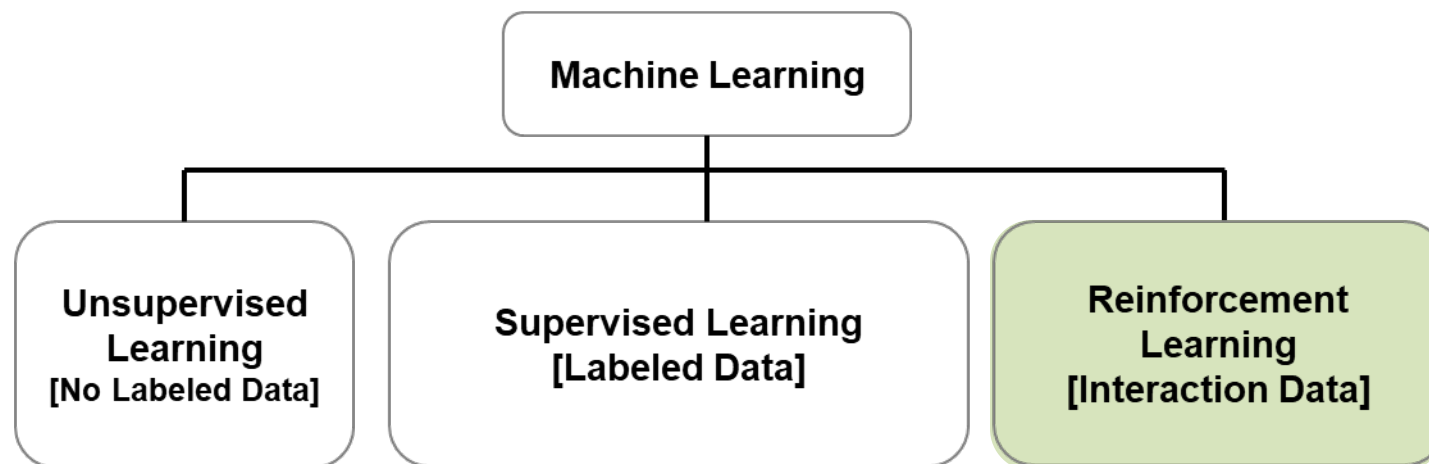 Machine Learning
Unsupervised
Learning
[No Labeled Data]
Supervised Learning
[Labeled Data]
Reinforcement
Learning
[Interaction Data]